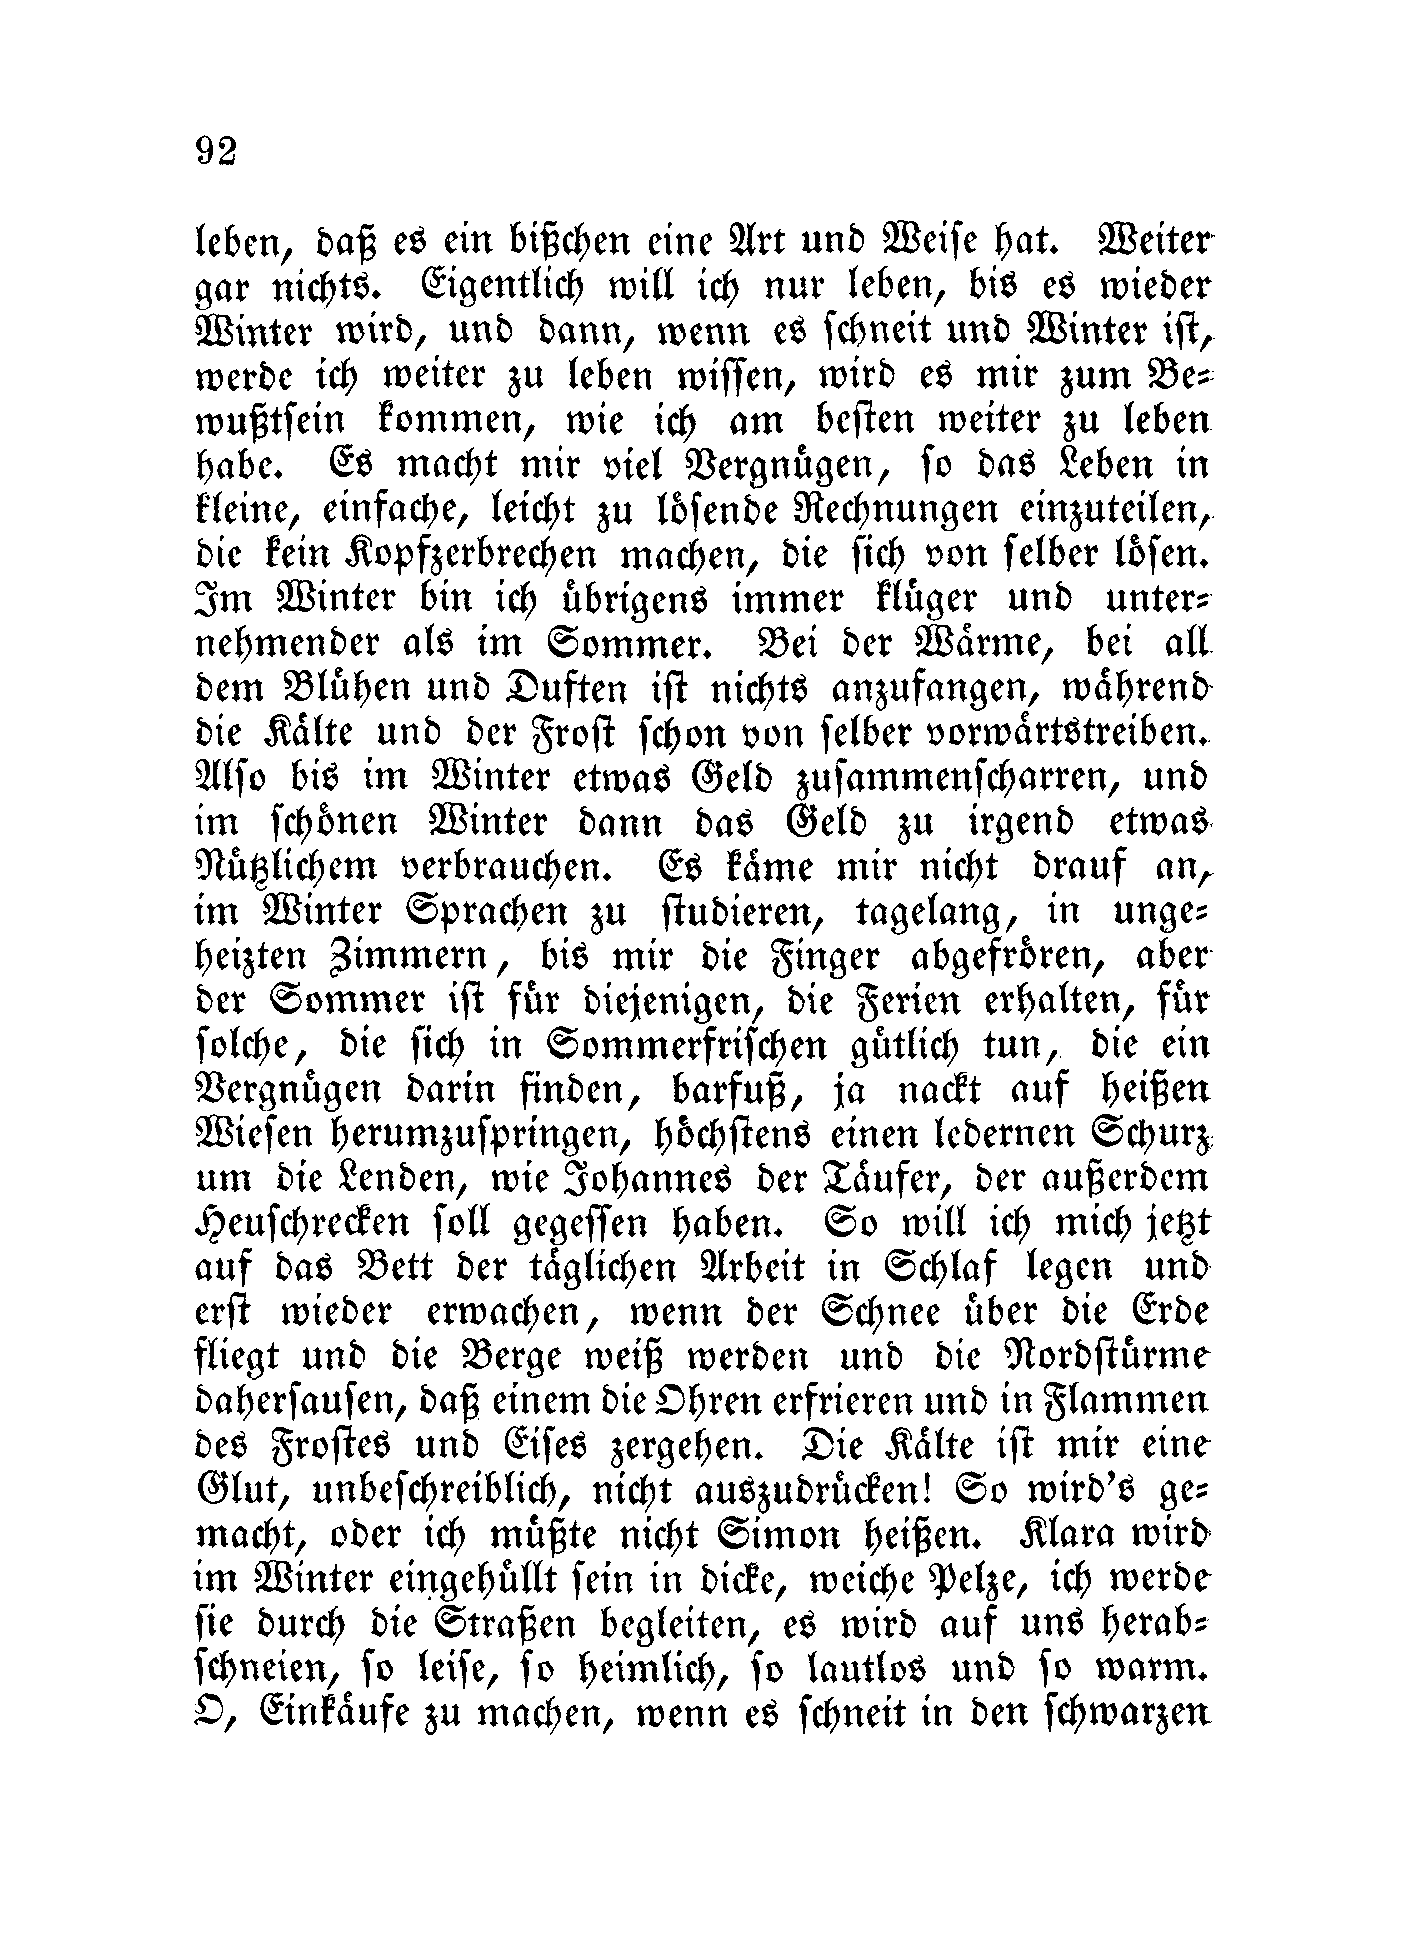 92
leben, daß es ein bißchen eine Art und Weise hat. Weiter
gar nichts. Eigentlich will ich nur leben, bis es wieder
Winter wird, und dann, wenn es schneit und Winter ist,
werde ich weiter zu leben wissen, wird es mir zum Be-
wußtsein kommen, wie ich am besten weiter zu leben
habe. Es macht mir viel Vergnügen, so das Leben in
kleine, einfache, leicht zu lösende Rechnungen einzuteilen,
die kein Kopfzerbrechen machen, die sich von selber lösen.
Im Winter bin ich übrigens immer klüger und unter-
nehmender als im Sommer. Bei der Wärme, bei all
dem Blühen und Duften ist nichts anzufangen, während
die Kälte und der Frost schon von selber vorwärtstreiben.
Also bis im Winter etwas Geld zusammenscharren, und
im schönen Winter dann das Geld zu irgend etwas
Nützlichem verbrauchen. Es käme mir nicht drauf an,
im Winter Sprachen zu studieren, tagelang, in unge-
heizten Zimmern, bis mir die Finger abgefrören, aber
der Sommer ist für diejenigen, die Ferien erhalten, für
solche, die sich in Sommerfrischen gütlich tun, die ein
Vergnügen darin finden, barfuß, ja nackt auf heißen
Wiesen herumzuspringen, höchstens einen ledernen Schurz
um die Lenden, wie Johannes der Täufer, der außerdem
Heuschrecken soll gegessen haben. So will ich mich jetzt
auf das Bett der täglichen Arbeit in Schlaf legen und
erst wieder erwachen, wenn der Schnee über die Erde
fliegt und die Berge weiß werden und die Nordstürme
dahersausen, daß einem die Ohren erfrieren und in Flammen
des Frostes und Eises zergehen. Die Kälte ist mir eine
Glut, unbeschreiblich, nicht auszudrücken! So wird's ge-
macht, oder ich müßte nicht Simon heißen. Klara wird
im Winter eingehüllt sein in dicke, weiche Pelze, ich werde
sie durch die Straßen begleiten, es wird auf uns herab-
schneien, so leise, so heimlich, so lautlos und so warm.
O, Einkäufe zu machen, wenn es schneit in den schwarzen